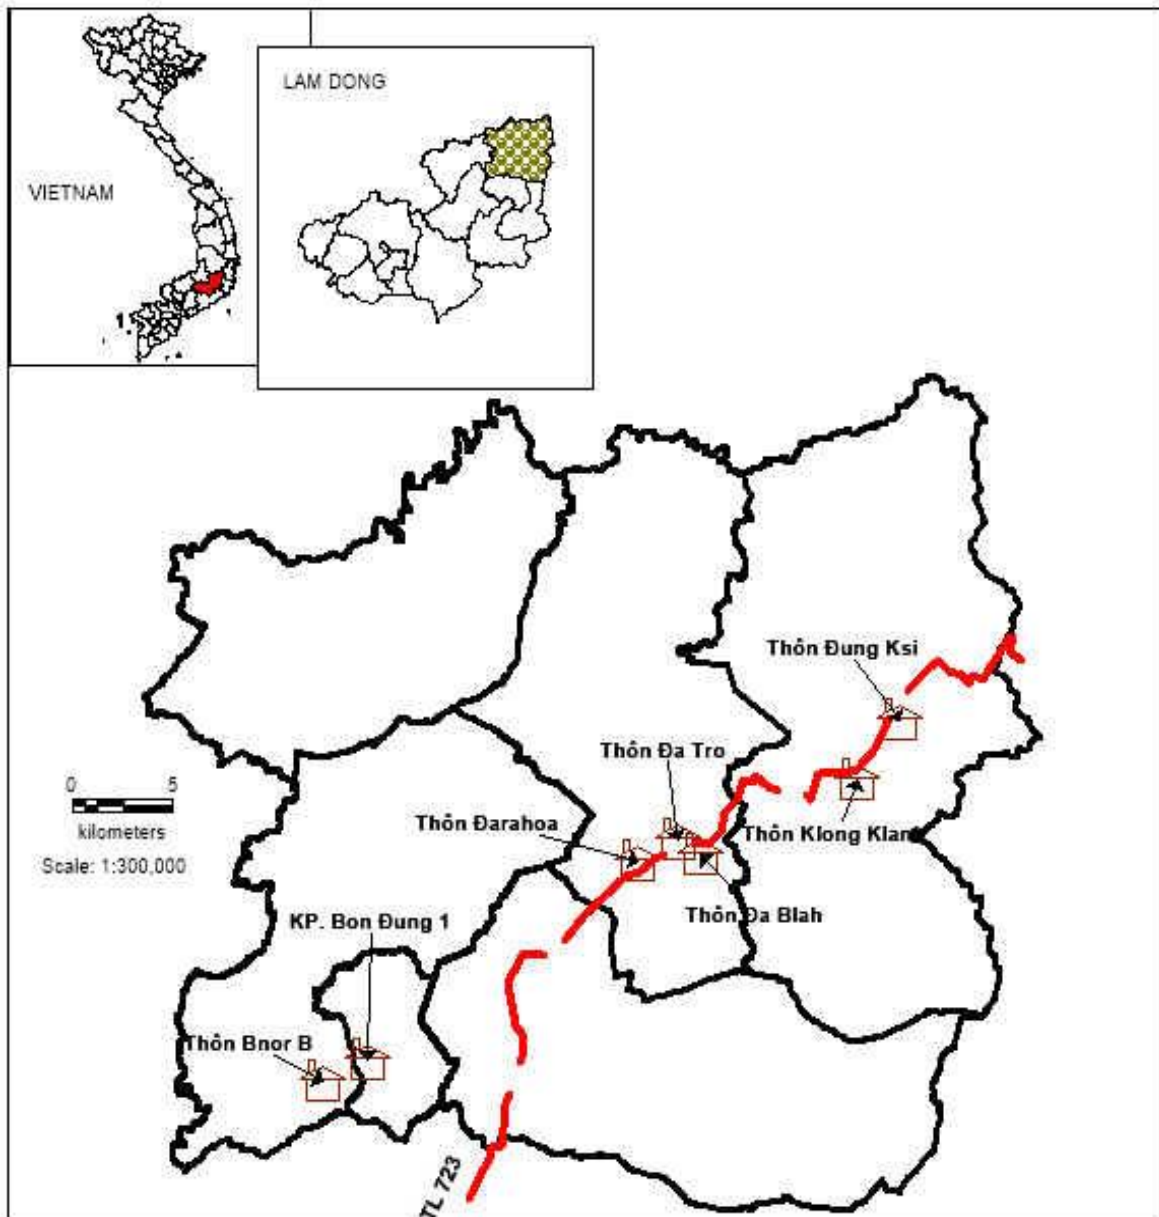 LAM DONG
VIETNAM
Thôn Đung Ksi
Thôn Đa Tro
0 5
kilometers
Scale: 1:300,000
Thôn Đarahoa
Thôn Klong Klanh
Thôn Đa Blah
KP. Bon Đung 1
Thôn Bnor B
TL 723